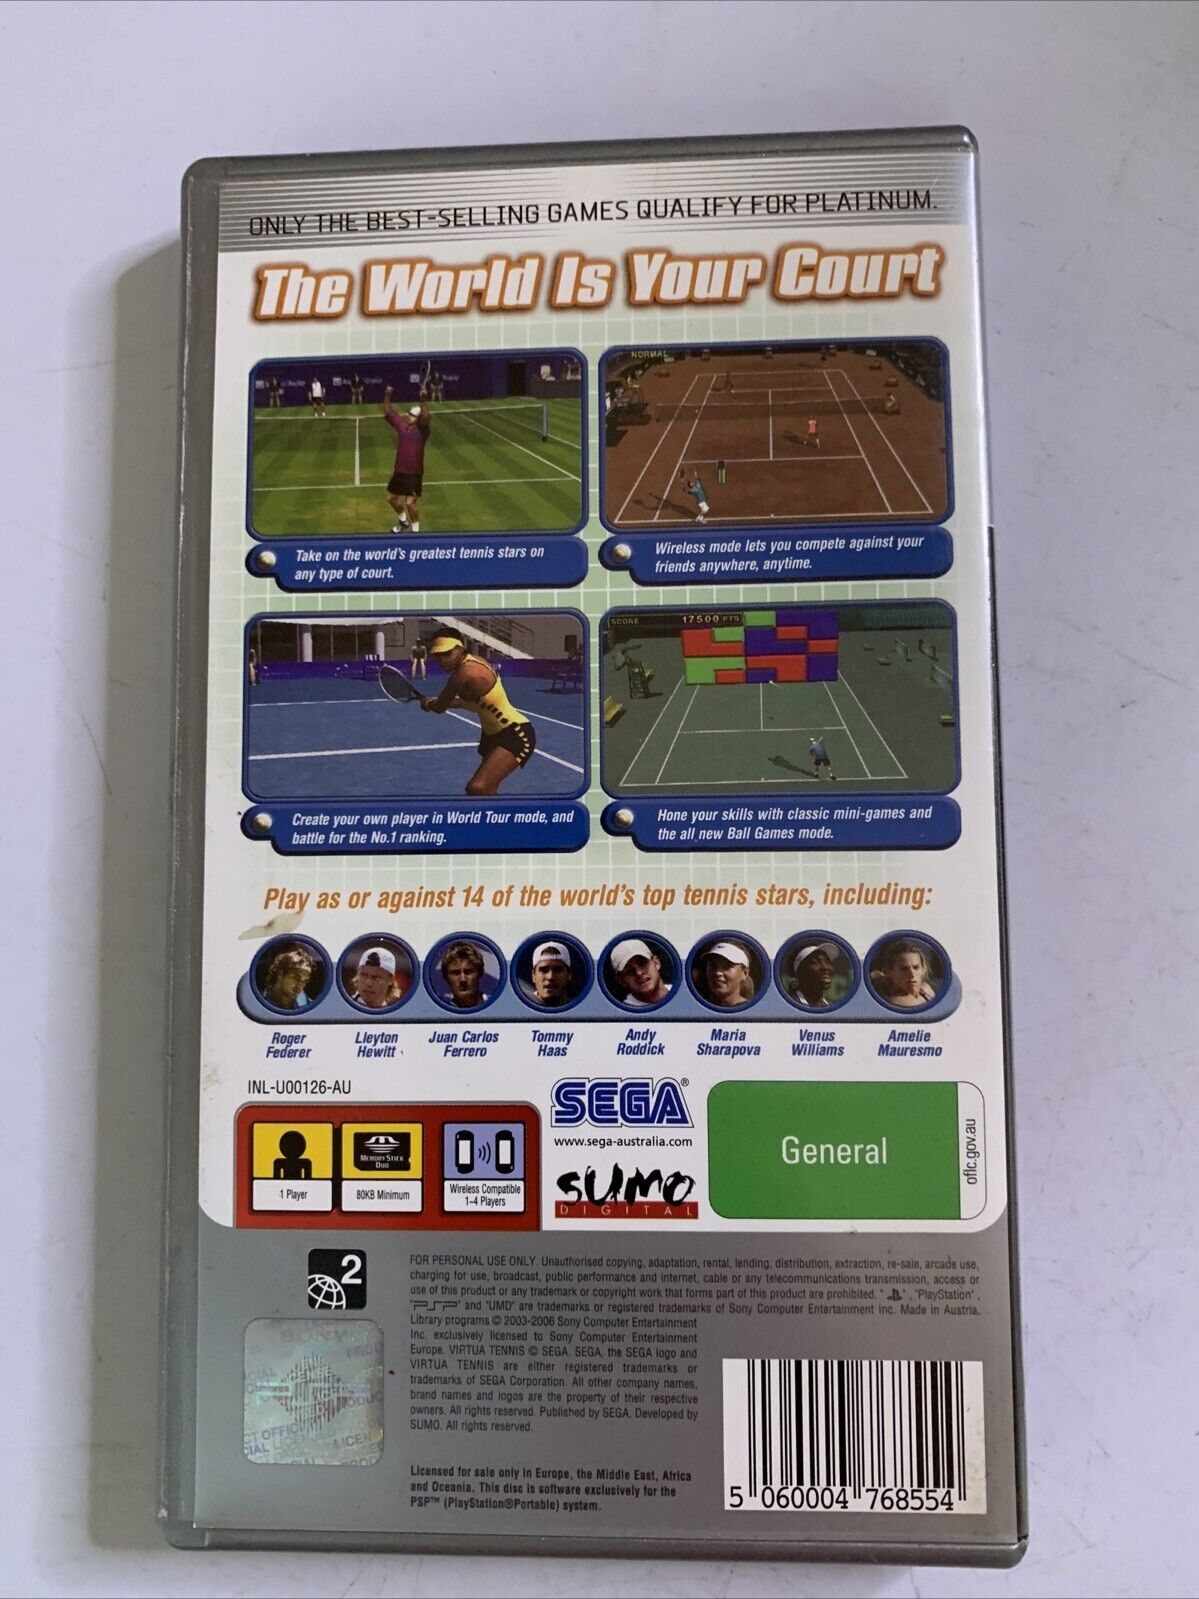 ONLY THE BEST-SELLING GAMES QUALIFY FOR PLATINUM.
The World Is Your Court
NORMAL
Take on the world's greatest tennis stars on
any type of court.
Wireless mode lets you compete against your
friends anywhere, anytime.
SCORE 17500 PTS
Create your own player in World Tour mode, and
battle for the No.1 ranking.
Hone your skills with classic mini-games and
the all new Ball Games mode.
Play as or against 14 of the world's top tennis stars, including:
Roger
Federer
Lleyton
Hewitt
Juan Carlos
Ferrero
Tommy
Haas
Andy
Roddick
Maria
Sharapova
Venus
Williams
Amelie
Mauresmo
INL-U00126-AU
1 Player
MEMORY STICK
DUO
80KB Minimum
Wireless Compatible
1-4 Players
SEGA®
www.sega-australia.com
SUMO
DIGITAL
General
oflc.gov.au
2
FOR PERSONAL USE ONLY. Unauthorised copying, adaptation, rental, lending, distribution, extraction, re-sale, arcade use,
charging for use, broadcast, public performance and internet, cable or any telecommunications transmission, access or
use of this product or any trademark or copyright work that forms part of this product are prohibited. " ", "PlayStation",
"PSP" and "UMD" are trademarks or registered trademarks of Sony Computer Entertainment Inc. Made in Austria.
Library programs © 2003-2006 Sony Computer Entertainment
Inc. exclusively licensed to Sony Computer Entertainment
Europe. VIRTUA TENNIS © SEGA. SEGA, the SEGA logo and
VIRTUA TENNIS are either registered trademarks or
trademarks of SEGA Corporation. All other company names,
brand names and logos are the property of their respective
owners. All rights reserved. Published by SEGA. Developed by
SUMO. All rights reserved.
SONY
Licensed for sale only in Europe, the Middle East, Africa
and Oceania. This disc is software exclusively for the
PSP™ (PlayStation®Portable) system.
5 060004 768554